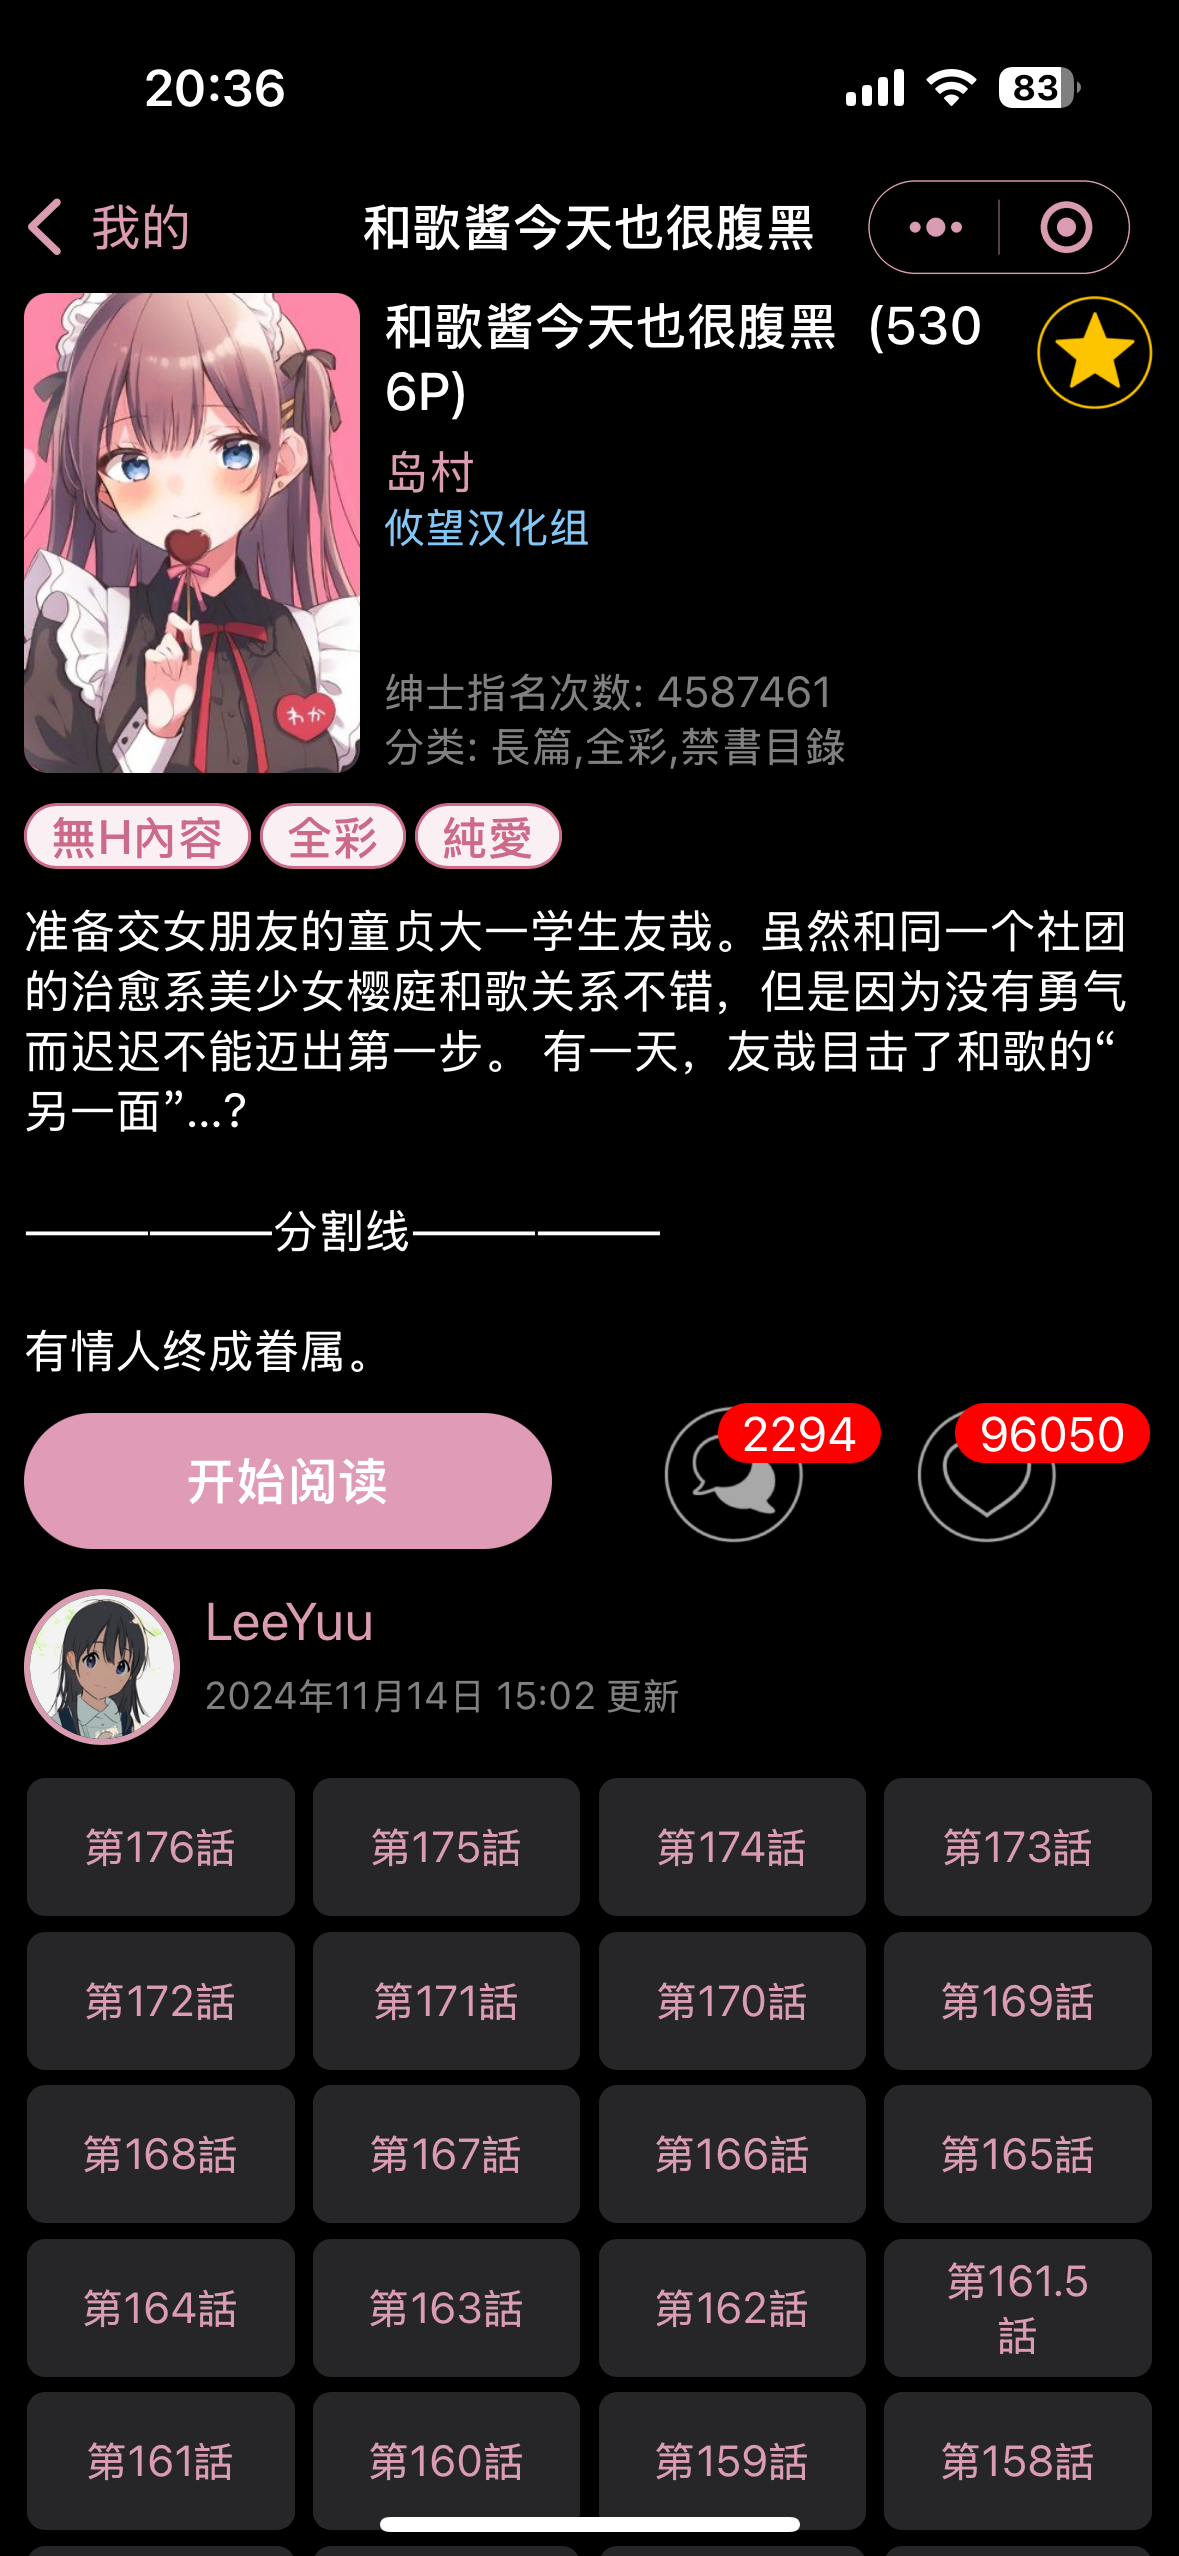 20:36
83
我的
和歌酱今天也很腹黑
和歌酱今天也很腹黑 (530
6P)
岛村
攸望汉化组
わか
绅士指名次数: 4587461
分类: 長篇,全彩,禁書目錄
無H內容
全彩
純愛
准备交女朋友的童贞大一学生友哉。虽然和同一个社团
的治愈系美少女樱庭和歌关系不错，但是因为没有勇气
而迟迟不能迈出第一步。 有一天，友哉目击了和歌的“
另一面”...?
————分割线————
有情人终成眷属。
开始阅读
2294
96050
LeeYuu
2024年11月14日 15:02 更新
第176話
第175話
第174話
第173話
第172話
第171話
第170話
第169話
第168話
第167話
第166話
第165話
第164話
第163話
第162話
第161.5
話
第161話
第160話
第159話
第158話